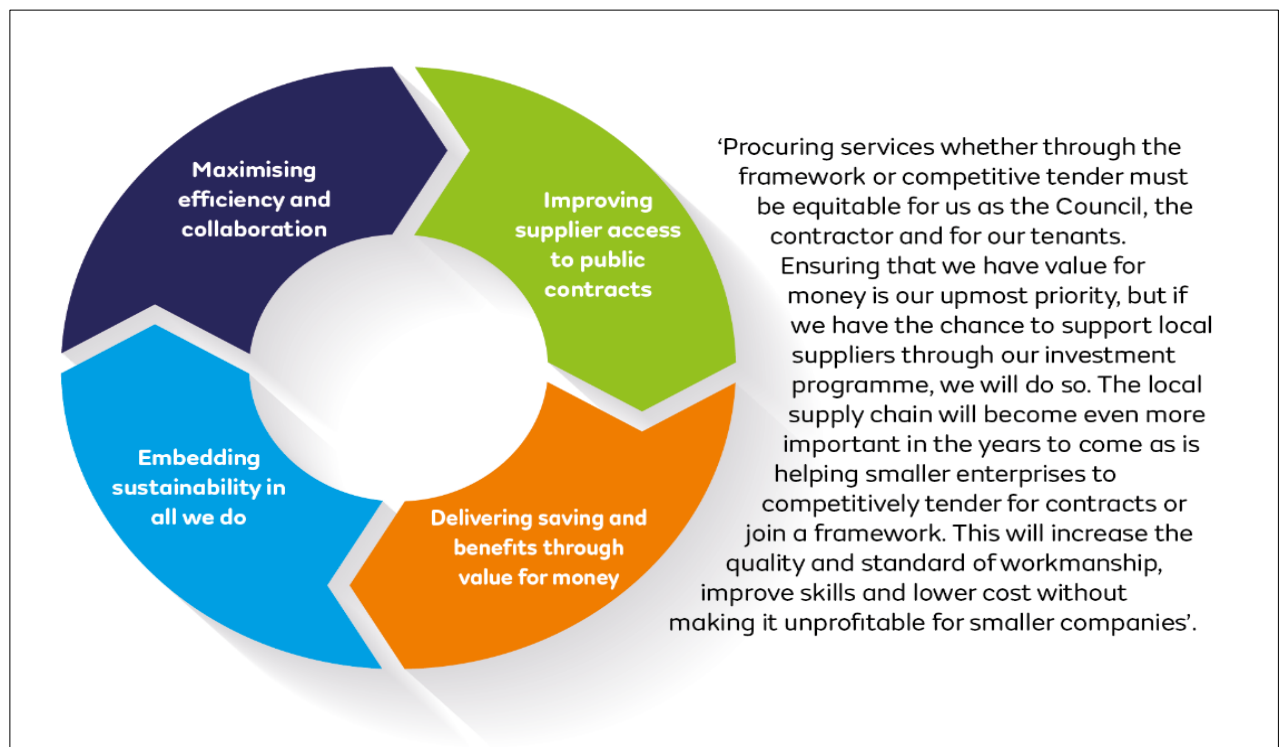 Maximising
efficiency and
collaboration
Improving
supplier access
to public
contracts
Delivering saving and
benefits through
value for money
Embedding
sustainability in
all we do
‘Procuring services whether through the
framework or competitive tender must
be equitable for us as the Council, the
contractor and for our tenants.
Ensuring that we have value for
money is our upmost priority, but if
we have the chance to support local
suppliers through our investment
programme, we will do so. The local
supply chain will become even more
important in the years to come as is
helping smaller enterprises to
competitively tender for contracts or
join a framework. This will increase the
quality and standard of workmanship,
improve skills and lower cost without
making it unprofitable for smaller companies’.